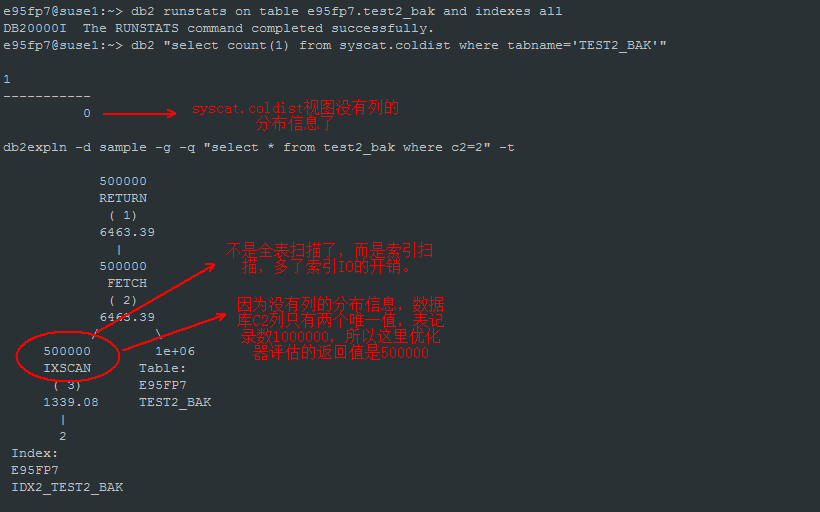 e95fp7@suse1:~> db2 runstats on table e95fp7.test2_bak and indexes all
DB20000I  The RUNSTATS command completed successfully.
e95fp7@suse1:~> db2 "select count(1) from syscat.coldist where tabname='TEST2_BAK'"
1
-----------
0
syscat.coldist视图没有列的
分布信息了
db2expln -d sample -g -q "select * from test2_bak where c2=2" -t
500000
RETURN
( 1)
6463.39
|
500000
FETCH
( 2)
6463.39
/ \
不是全表扫描了，而是索引扫
描，多了索引IO的开销。
因为没有列的分布信息，数据
库C2列只有两个唯一值，表记
录数1000000，所以这里优化
器评估的返回值是500000
500000 1e+06
IXSCAN Table:
( 3) E95FP7
1339.08 TEST2_BAK
|
2
Index:
E95FP7
IDX2_TEST2_BAK